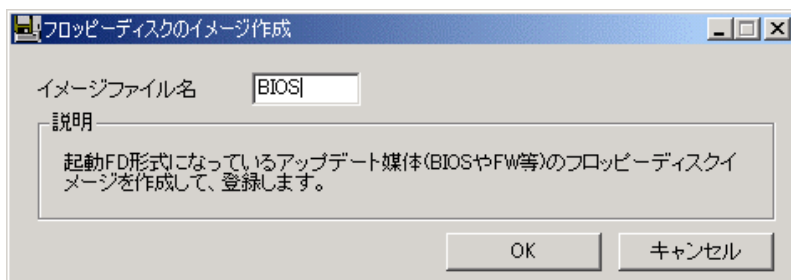 フロッピーディスクのイメージ作成
イメージファイル名 BIOS
説明
起動FD形式になっているアップデート媒体(BIOSやFW等)のフロッピーディスクイ
メージを作成して、登録します。
OK キャンセル